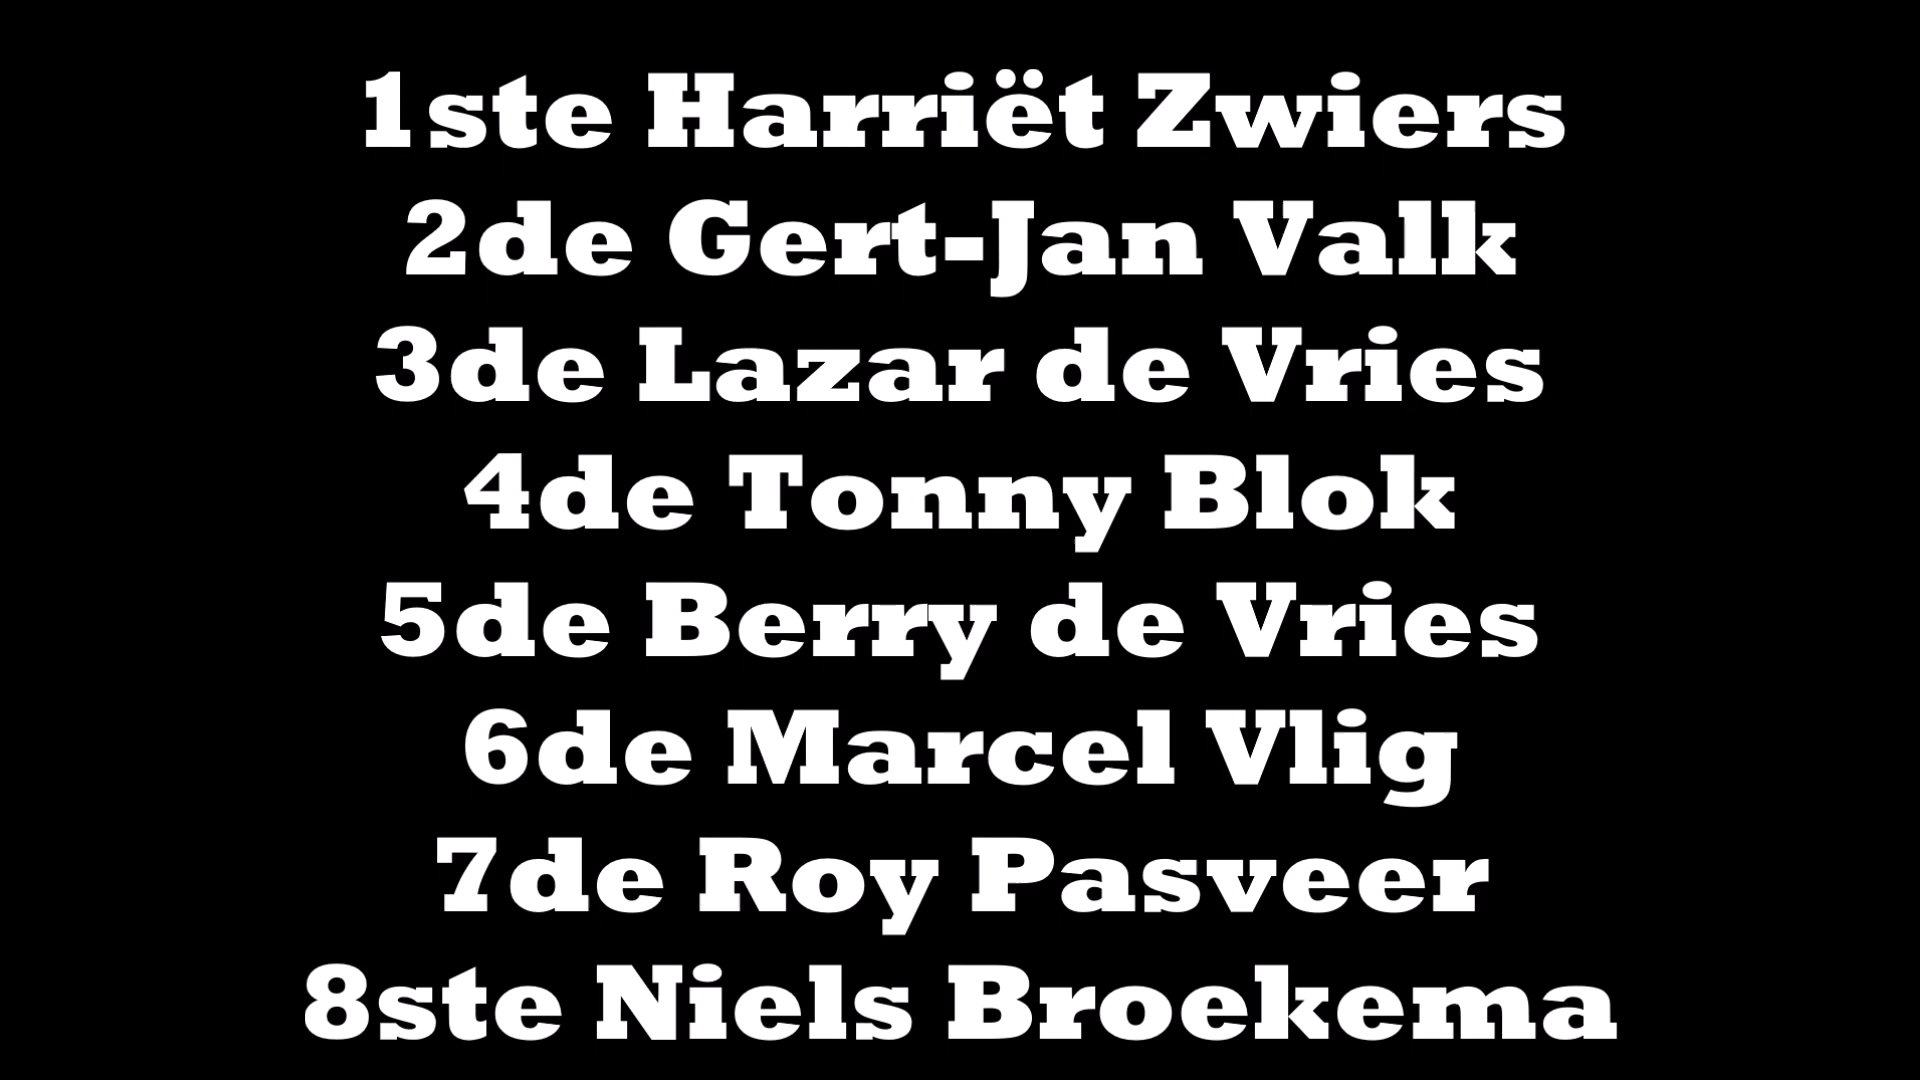 1ste Harriët Zwiers
2de Gert-Jan Valk
3de Lazar de Vries
4de Tonny Blok
5de Berry de Vries
6de Marcel Vlig
7de Roy Pasveer
8ste Niels Broekema